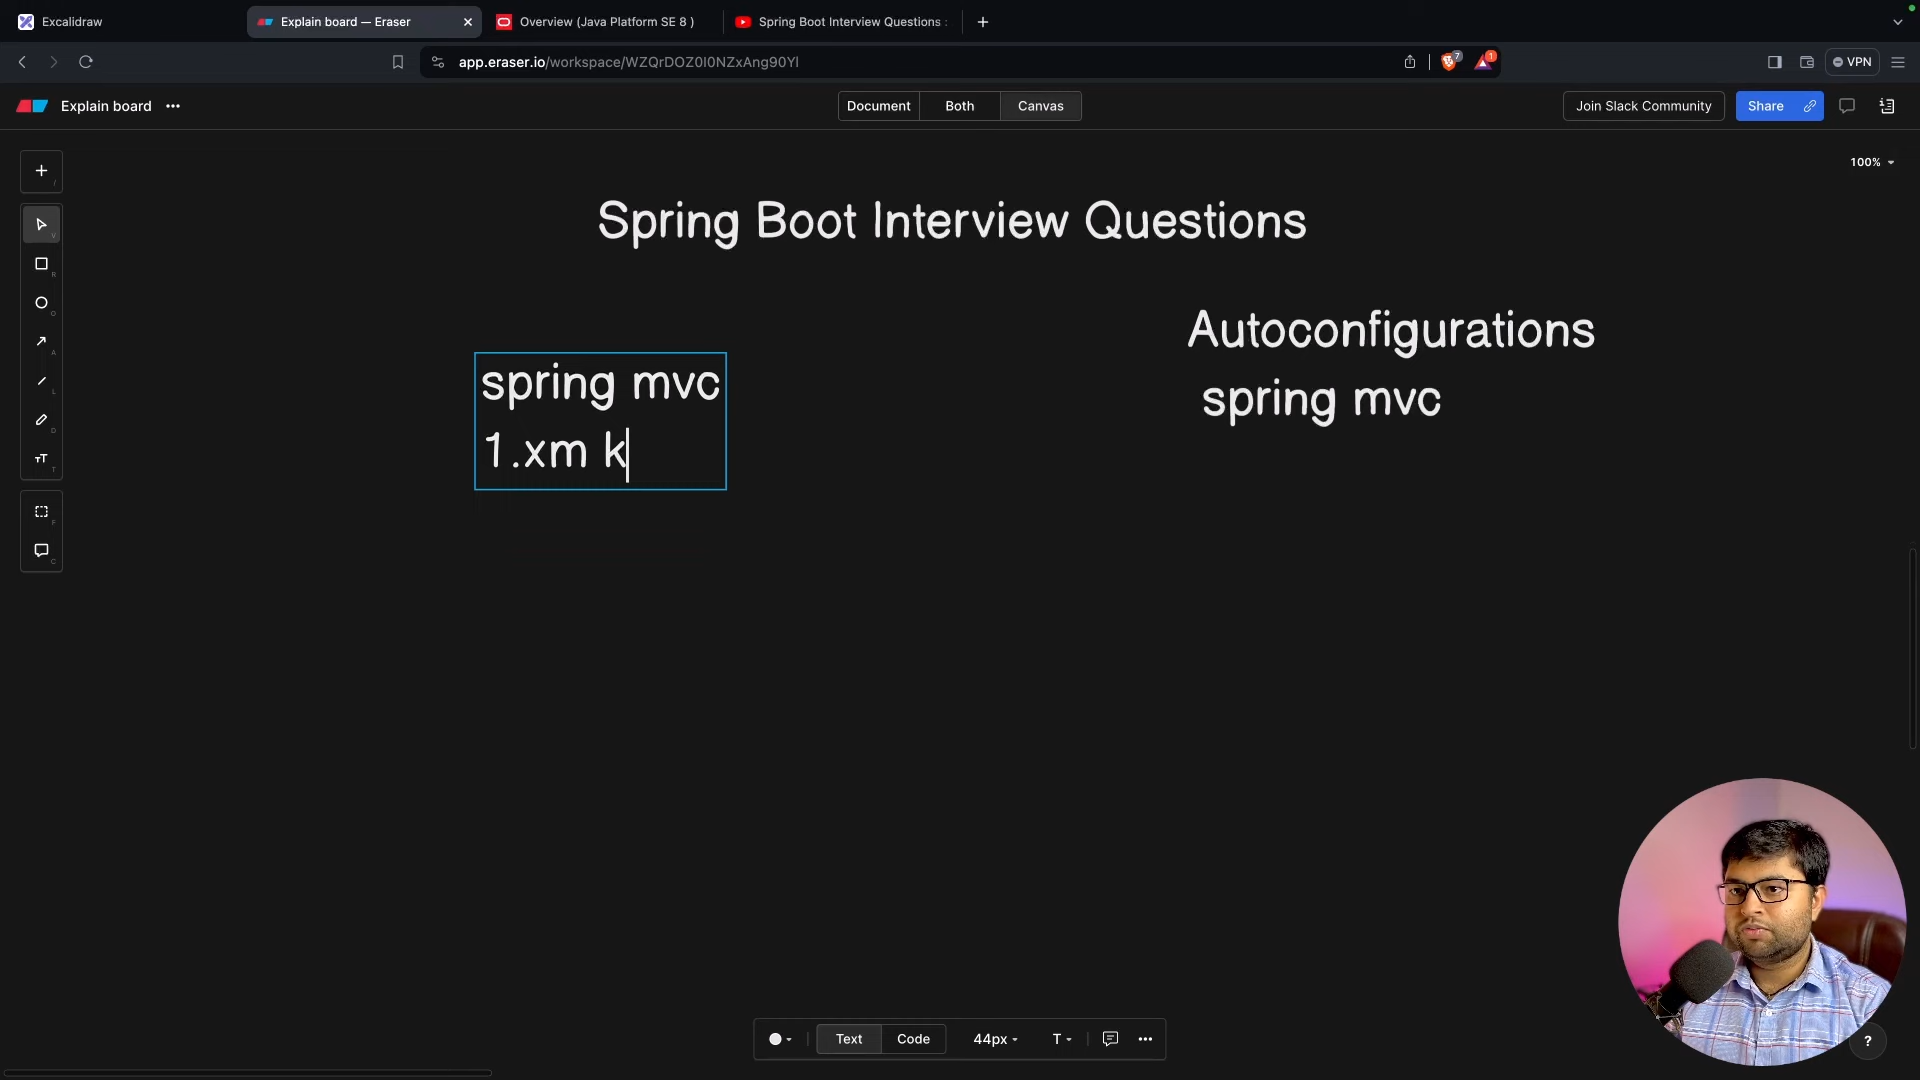 Excalidraw
Explain board — Eraser
Overview (Java Platform SE 8 )
Spring Boot Interview Questions :
app.eraser.io/workspace/WZQrDOZ0I0NZxAng90YI
7
1
VPN
Explain board
Document
Both
Canvas
Join Slack Community
Share
100%
/
V
R
O
A
L
D
T
F
C
Spring Boot Interview Questions
Autoconfigurations
spring mvc
spring mvc
1.xm k
Text
Code
44px
T
?